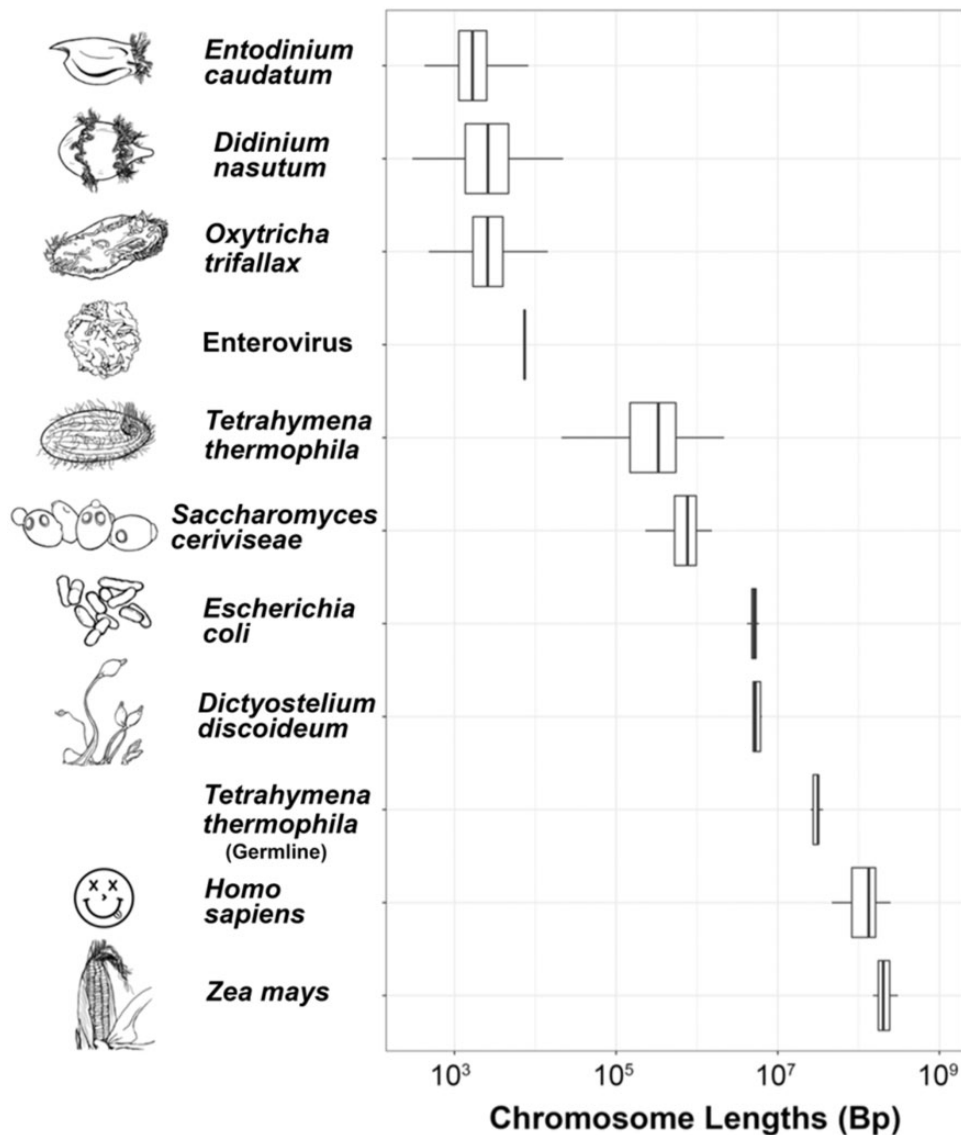 Entodinium
caudatum
Didinium
nasutum
Oxytricha
trifallax
Enterovirus
Tetrahymena
thermophila
Saccharomyces
ceriviseae
Escherichia
coli
Dictyostelium
discoideum
Tetrahymena
thermophila
(Germline)
Homo
sapiens
Zea mays
10³ 10⁵ 10⁷ 10⁹
Chromosome Lengths (Bp)